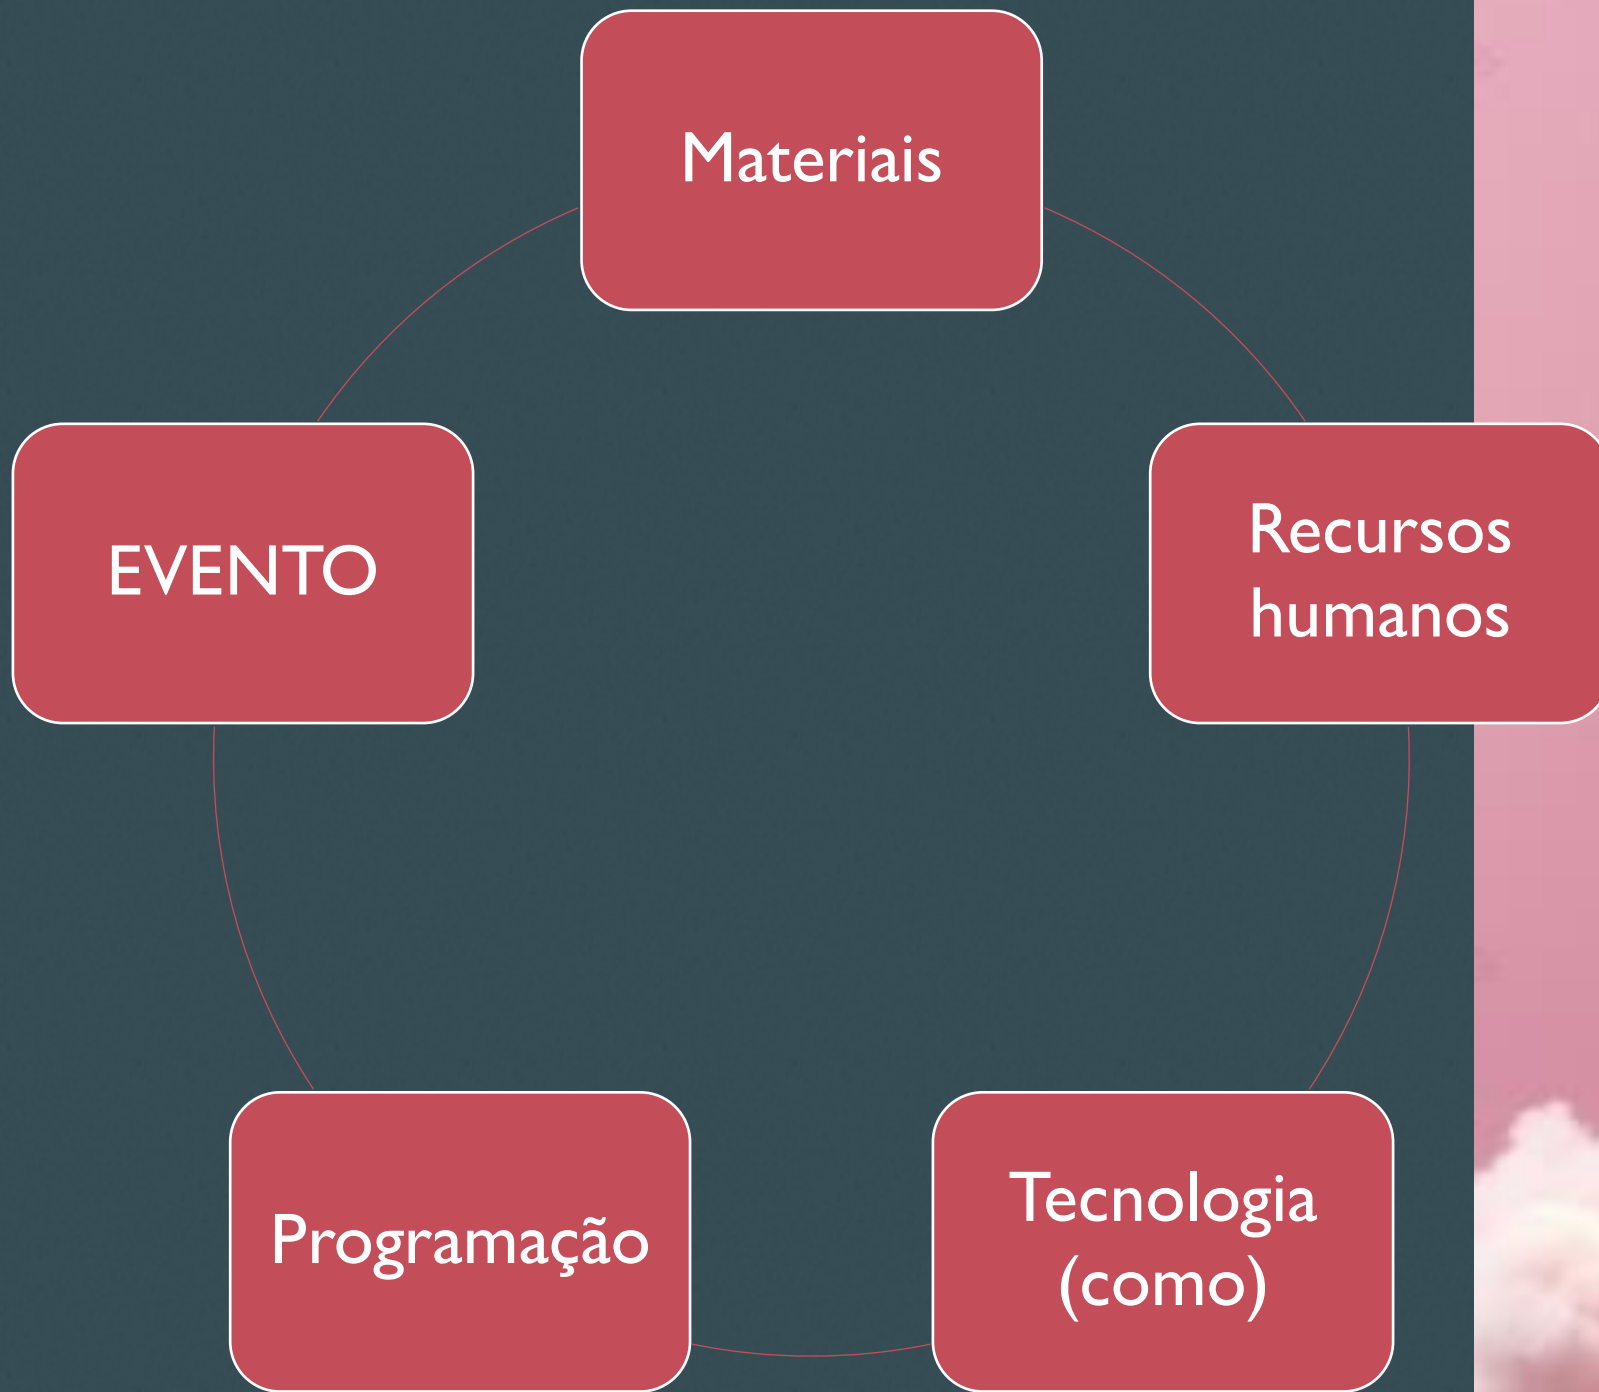 Materiais
EVENTO
Recursos
humanos
Programação
Tecnologia
(como)